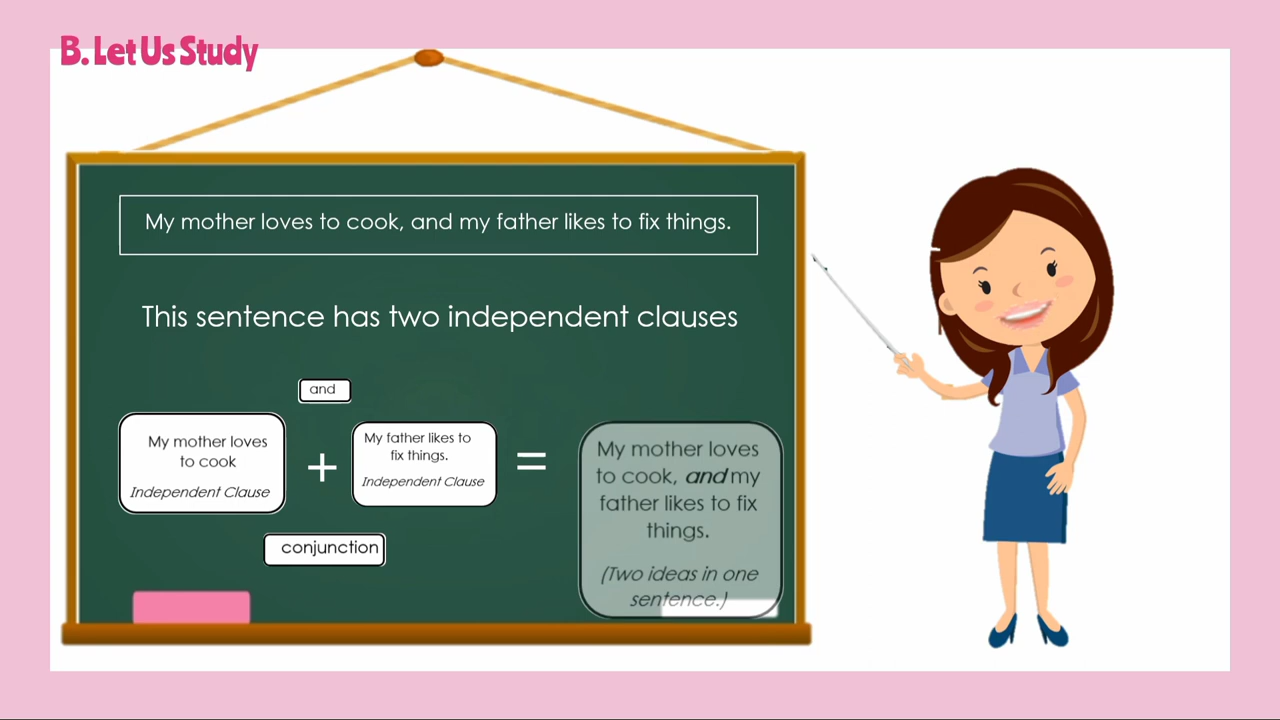 B. Let Us Study
My mother loves to cook, and my father likes to fix things.
This sentence has two independent clauses
and
My mother loves
to cook
Independent Clause
+
My father likes to
fix things.
Independent Clause
=
My mother loves
to cook, and my
father likes to fix
things.
(Two ideas in one
sentence.)
conjunction